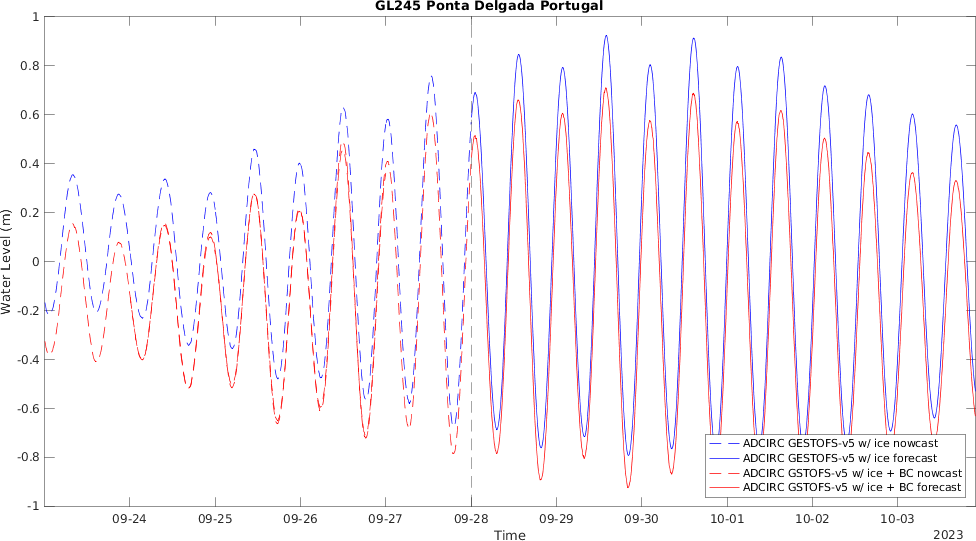 GL245 Ponta Delgada Portugal
1
0.8
0.6
0.4
0.2
0
-0.2
-0.4
-0.6
-0.8
-1
Water Level (m)
ADCIRC GESTOFS-v5 w/ ice nowcast
ADCIRC GESTOFS-v5 w/ ice forecast
ADCIRC GSTOFS-v5 w/ ice + BC nowcast
ADCIRC GSTOFS-v5 w/ ice + BC forecast
09-24 09-25 09-26 09-27 09-28 09-29 09-30 10-01 10-02 10-03
Time
2023